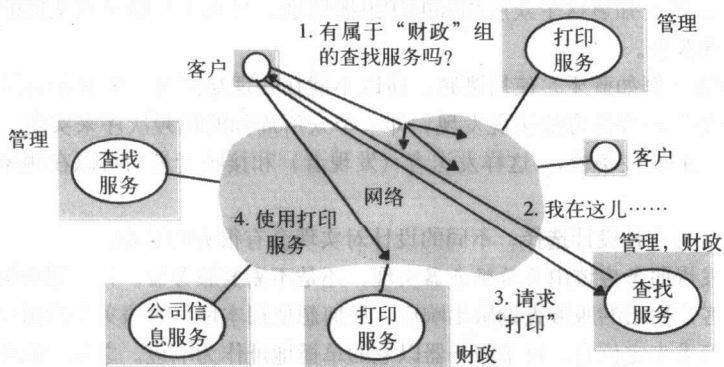 1. 有属于“财政”组
的查找服务吗?
管理
打印
服务
客户
管理
查找
服务
客户
网络
4. 使用打印
服务
2. 我在这儿……
管理，财政
查找
服务
3. 请求
“打印”
公司信
息服务
打印
服务
财政